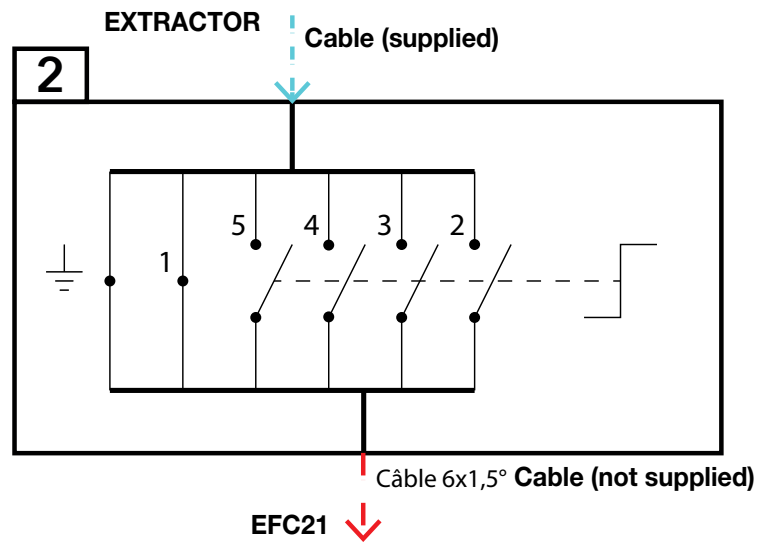 EXTRACTOR
Cable (supplied)
2
5 4 3 2
1
Câble 6x1,5° Cable (not supplied)
EFC21